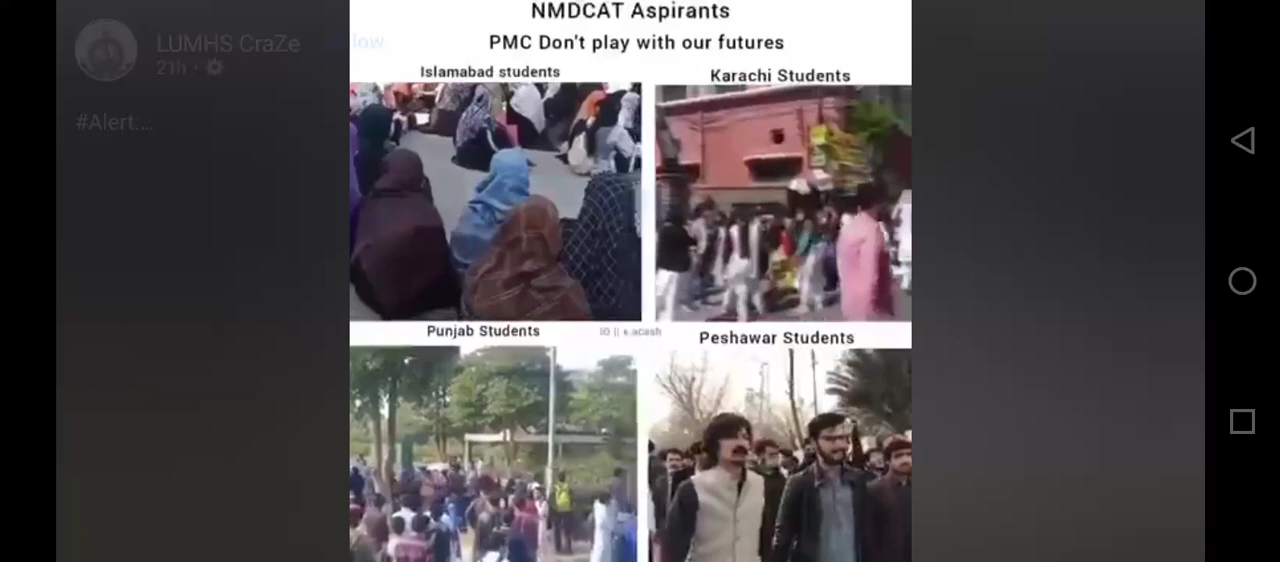 NMDCAT Aspirants
LUMHS CraZe
low
PMC Don't play with our futures
21h
Islamabad students
Karachi Students
#Alert....
Punjab Students
Peshawar Students